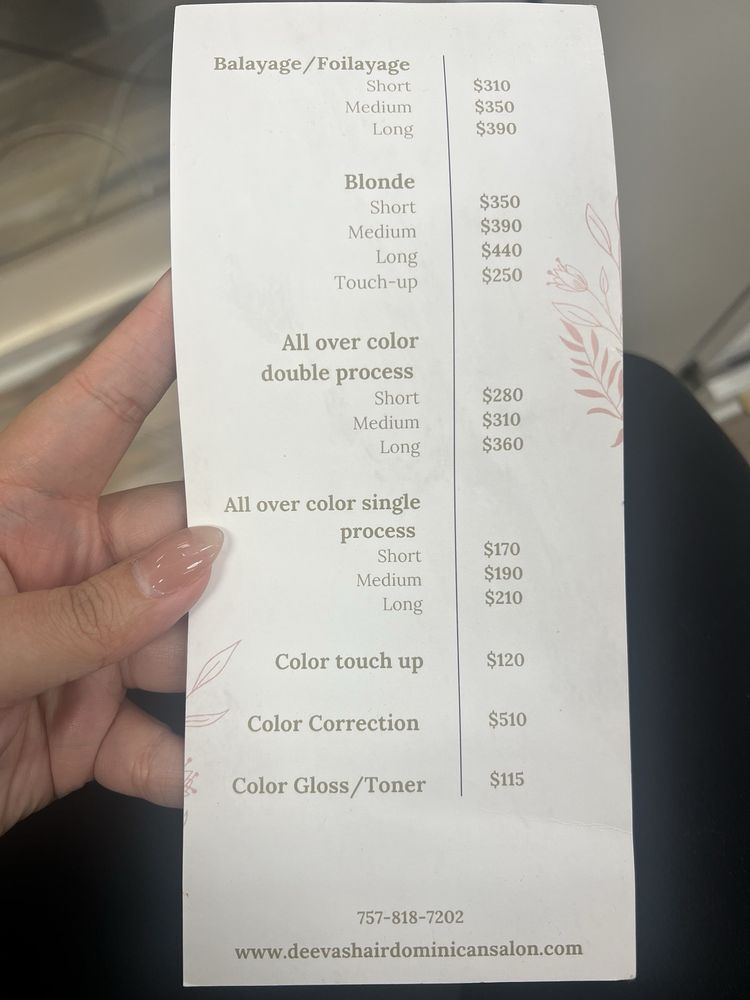 Balayage/Foilayage
Short $310
Medium $350
Long $390
Blonde
Short $350
Medium $390
Long $440
Touch-up $250
All over color
double process
Short $280
Medium $310
Long $360
All over color single
process
Short $170
Medium $190
Long $210
Color touch up $120
Color Correction $510
Color Gloss/Toner $115
757-818-7202
www.deevashairdominicansalon.com